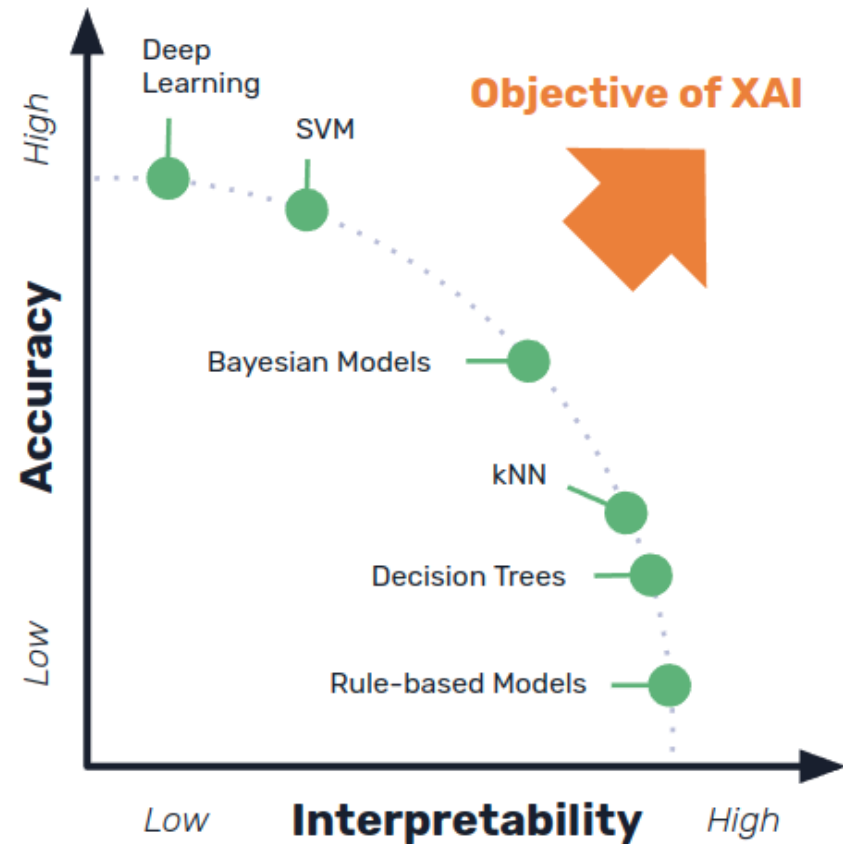 Deep
Learning
Objective of XAI
High
SVM
Accuracy
Bayesian Models
kNN
Decision Trees
Low
Rule-based Models
Low
Interpretability
High